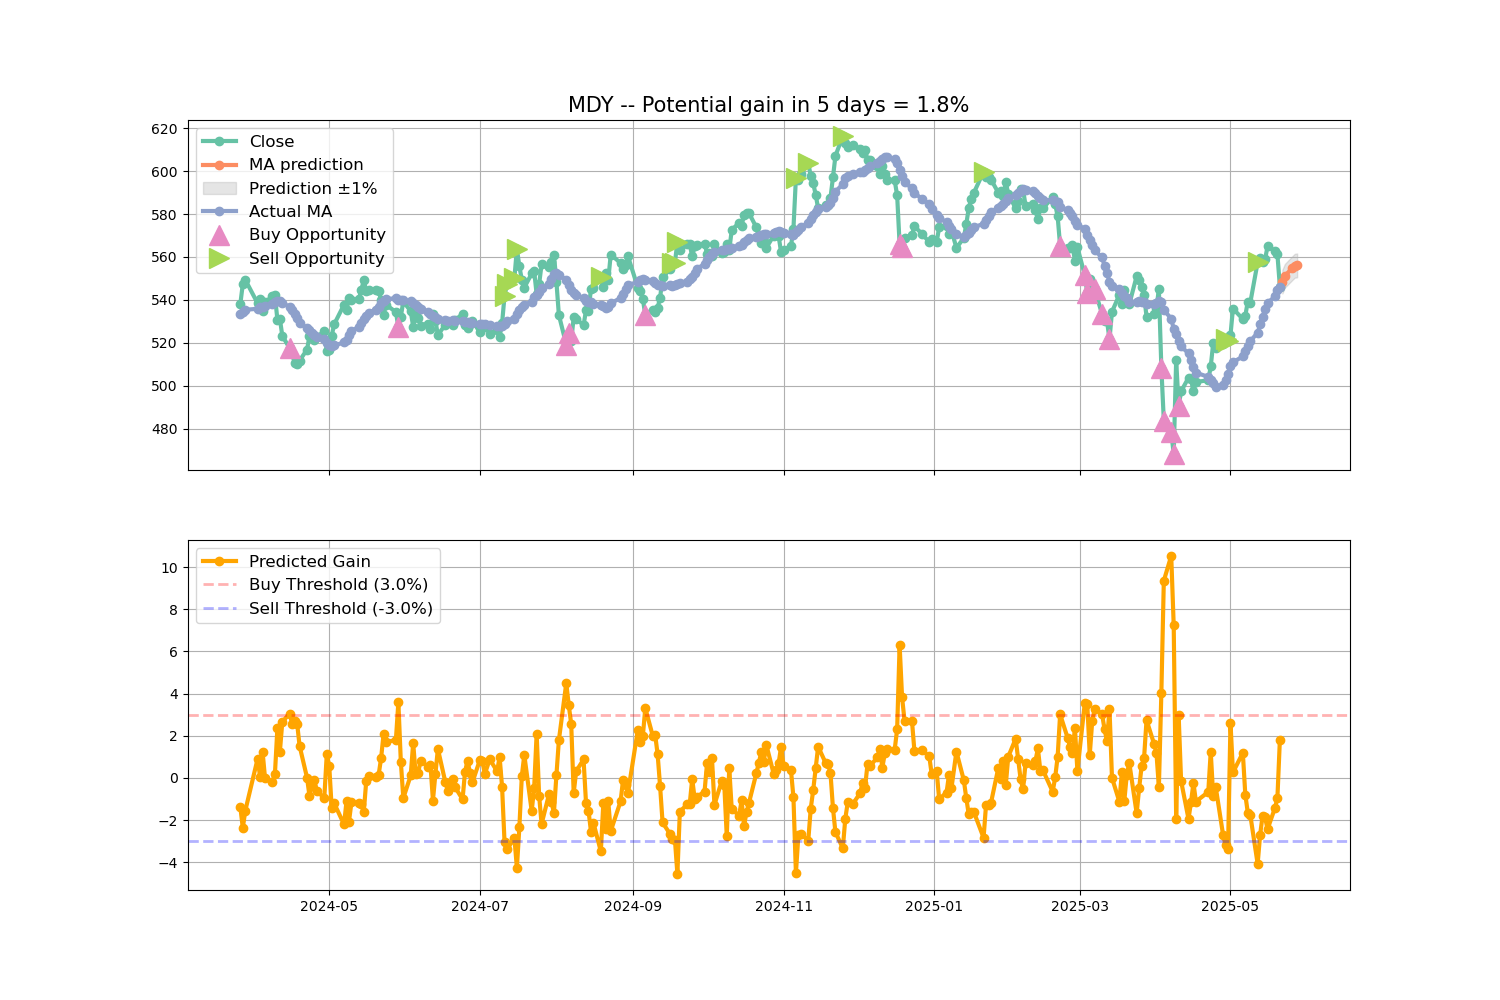 MDY -- Potential gain in 5 days = 1.8%
620
600
580
560
540
520
500
480
Close
MA prediction
Prediction ±1%
Actual MA
Buy Opportunity
Sell Opportunity
10
8
6
4
2
0
−2
−4
Predicted Gain
Buy Threshold (3.0%)
Sell Threshold (-3.0%)
2024-05
2024-07
2024-09
2024-11
2025-01
2025-03
2025-05